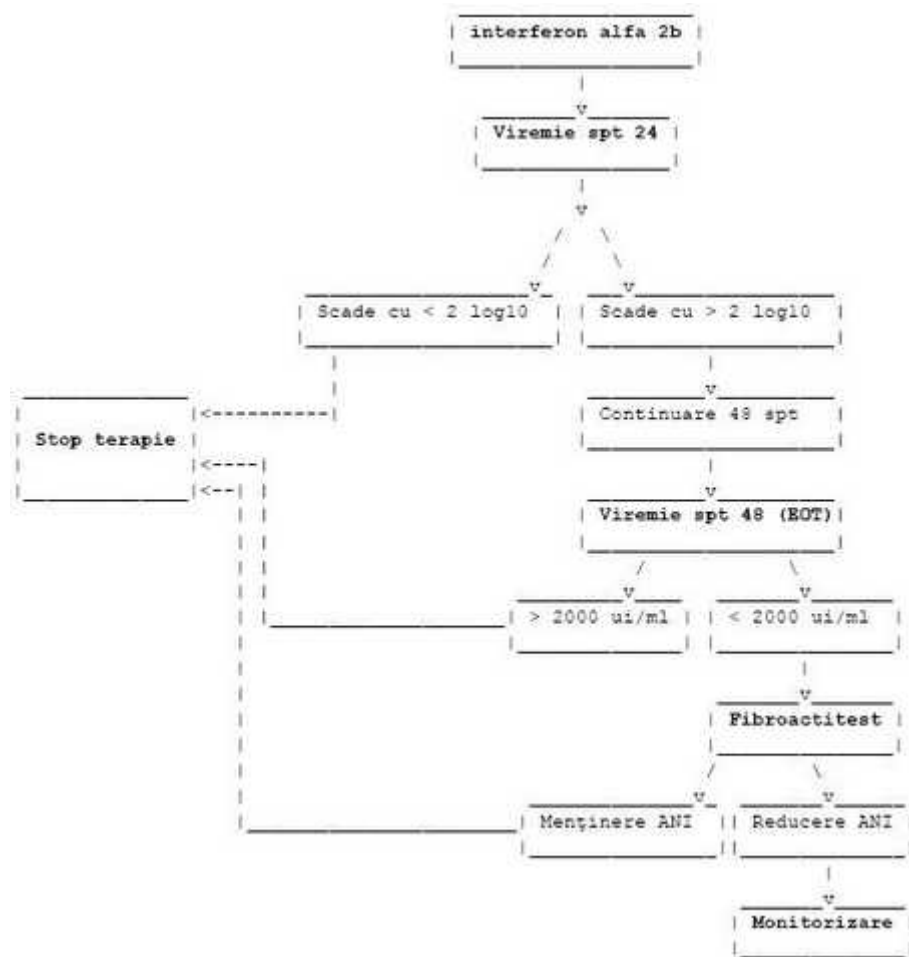 interferon alfa 2b
Viremie spt 24
Scade cu < 2 log10
Scade cu > 2 log10
Continuare 48 spt
Stop terapie
Viremie spt 48 (EOT)
> 2000 ui/ml
< 2000 ui/ml
Fibroactitest
Menţinere ANI
Reducere ANI
Monitorizare